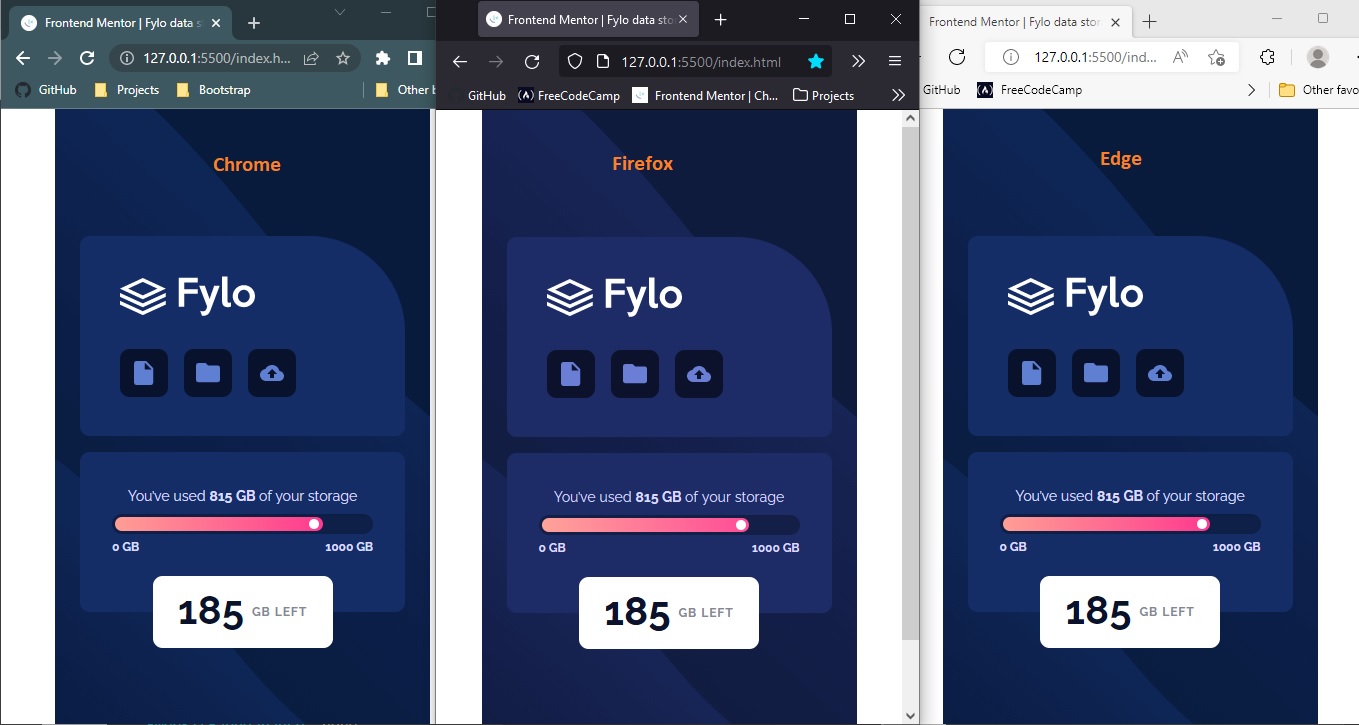 Frontend Mentor | Fylo data s
127.0.0.1:5500/index.h...
GitHub
Projects
Bootstrap
Other b
Chrome
Fylo
You've used 815 GB of your storage
0 GB
1000 GB
185 GB LEFT
Frontend Mentor | Fylo data sto
127.0.0.1:5500/index.html
GitHub
FreeCodeCamp
Frontend Mentor | Ch...
Projects
Firefox
Fylo
You've used 815 GB of your storage
0 GB
1000 GB
185 GB LEFT
Frontend Mentor | Fylo data stor
127.0.0.1:5500/ind...
GitHub
FreeCodeCamp
Other favo
Edge
Fylo
You've used 815 GB of your storage
0 GB
1000 GB
185 GB LEFT